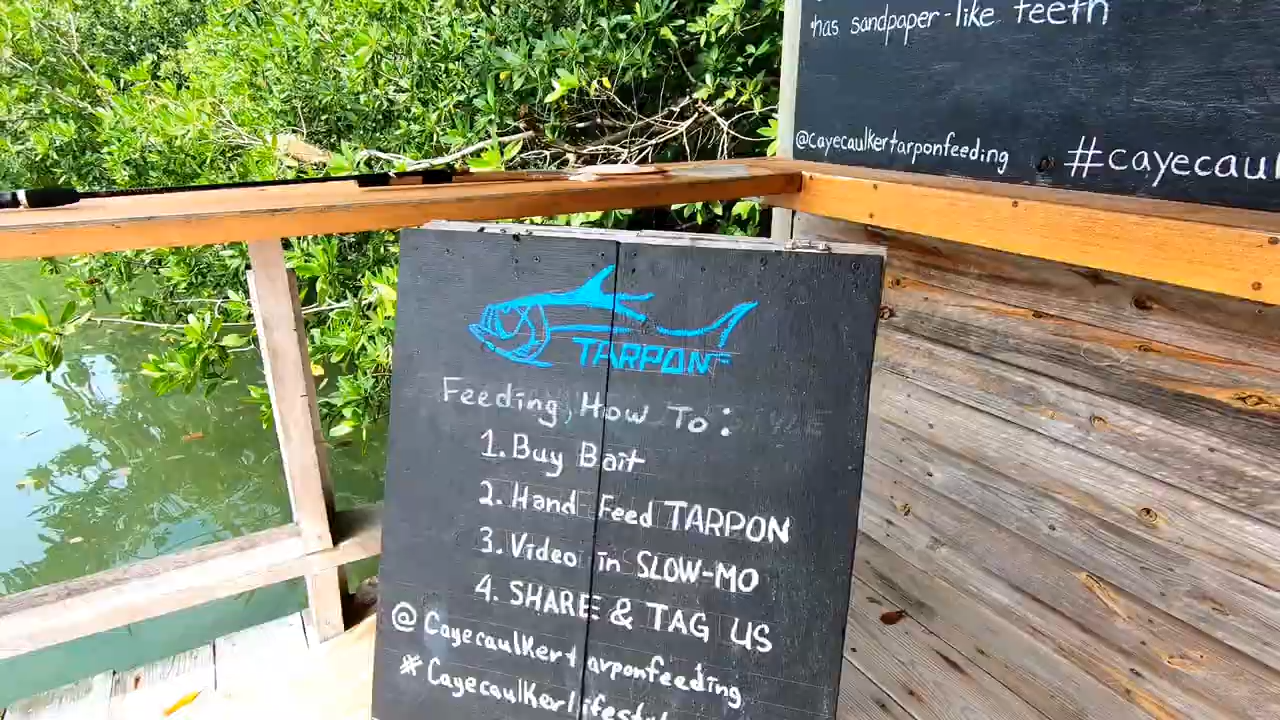 has sandpaper-like teeth
@cayecaulkertarponfeeding
#cayecaul
TARPON
Feeding, How To:
1. Buy Bait
2. Hand Feed TARPON
3. Video in SLOW-MO
4. SHARE & TAG US
@Cayecaulkertarponfeeding
#Cayecaulkerlifestyl